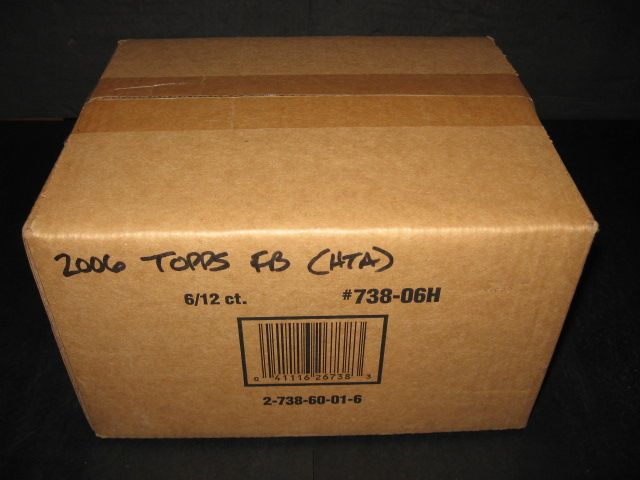 2006 TOPPS FB (HTA)
6/12 ct. #738-06H
0 41116 26738 3
2-738-60-01-6